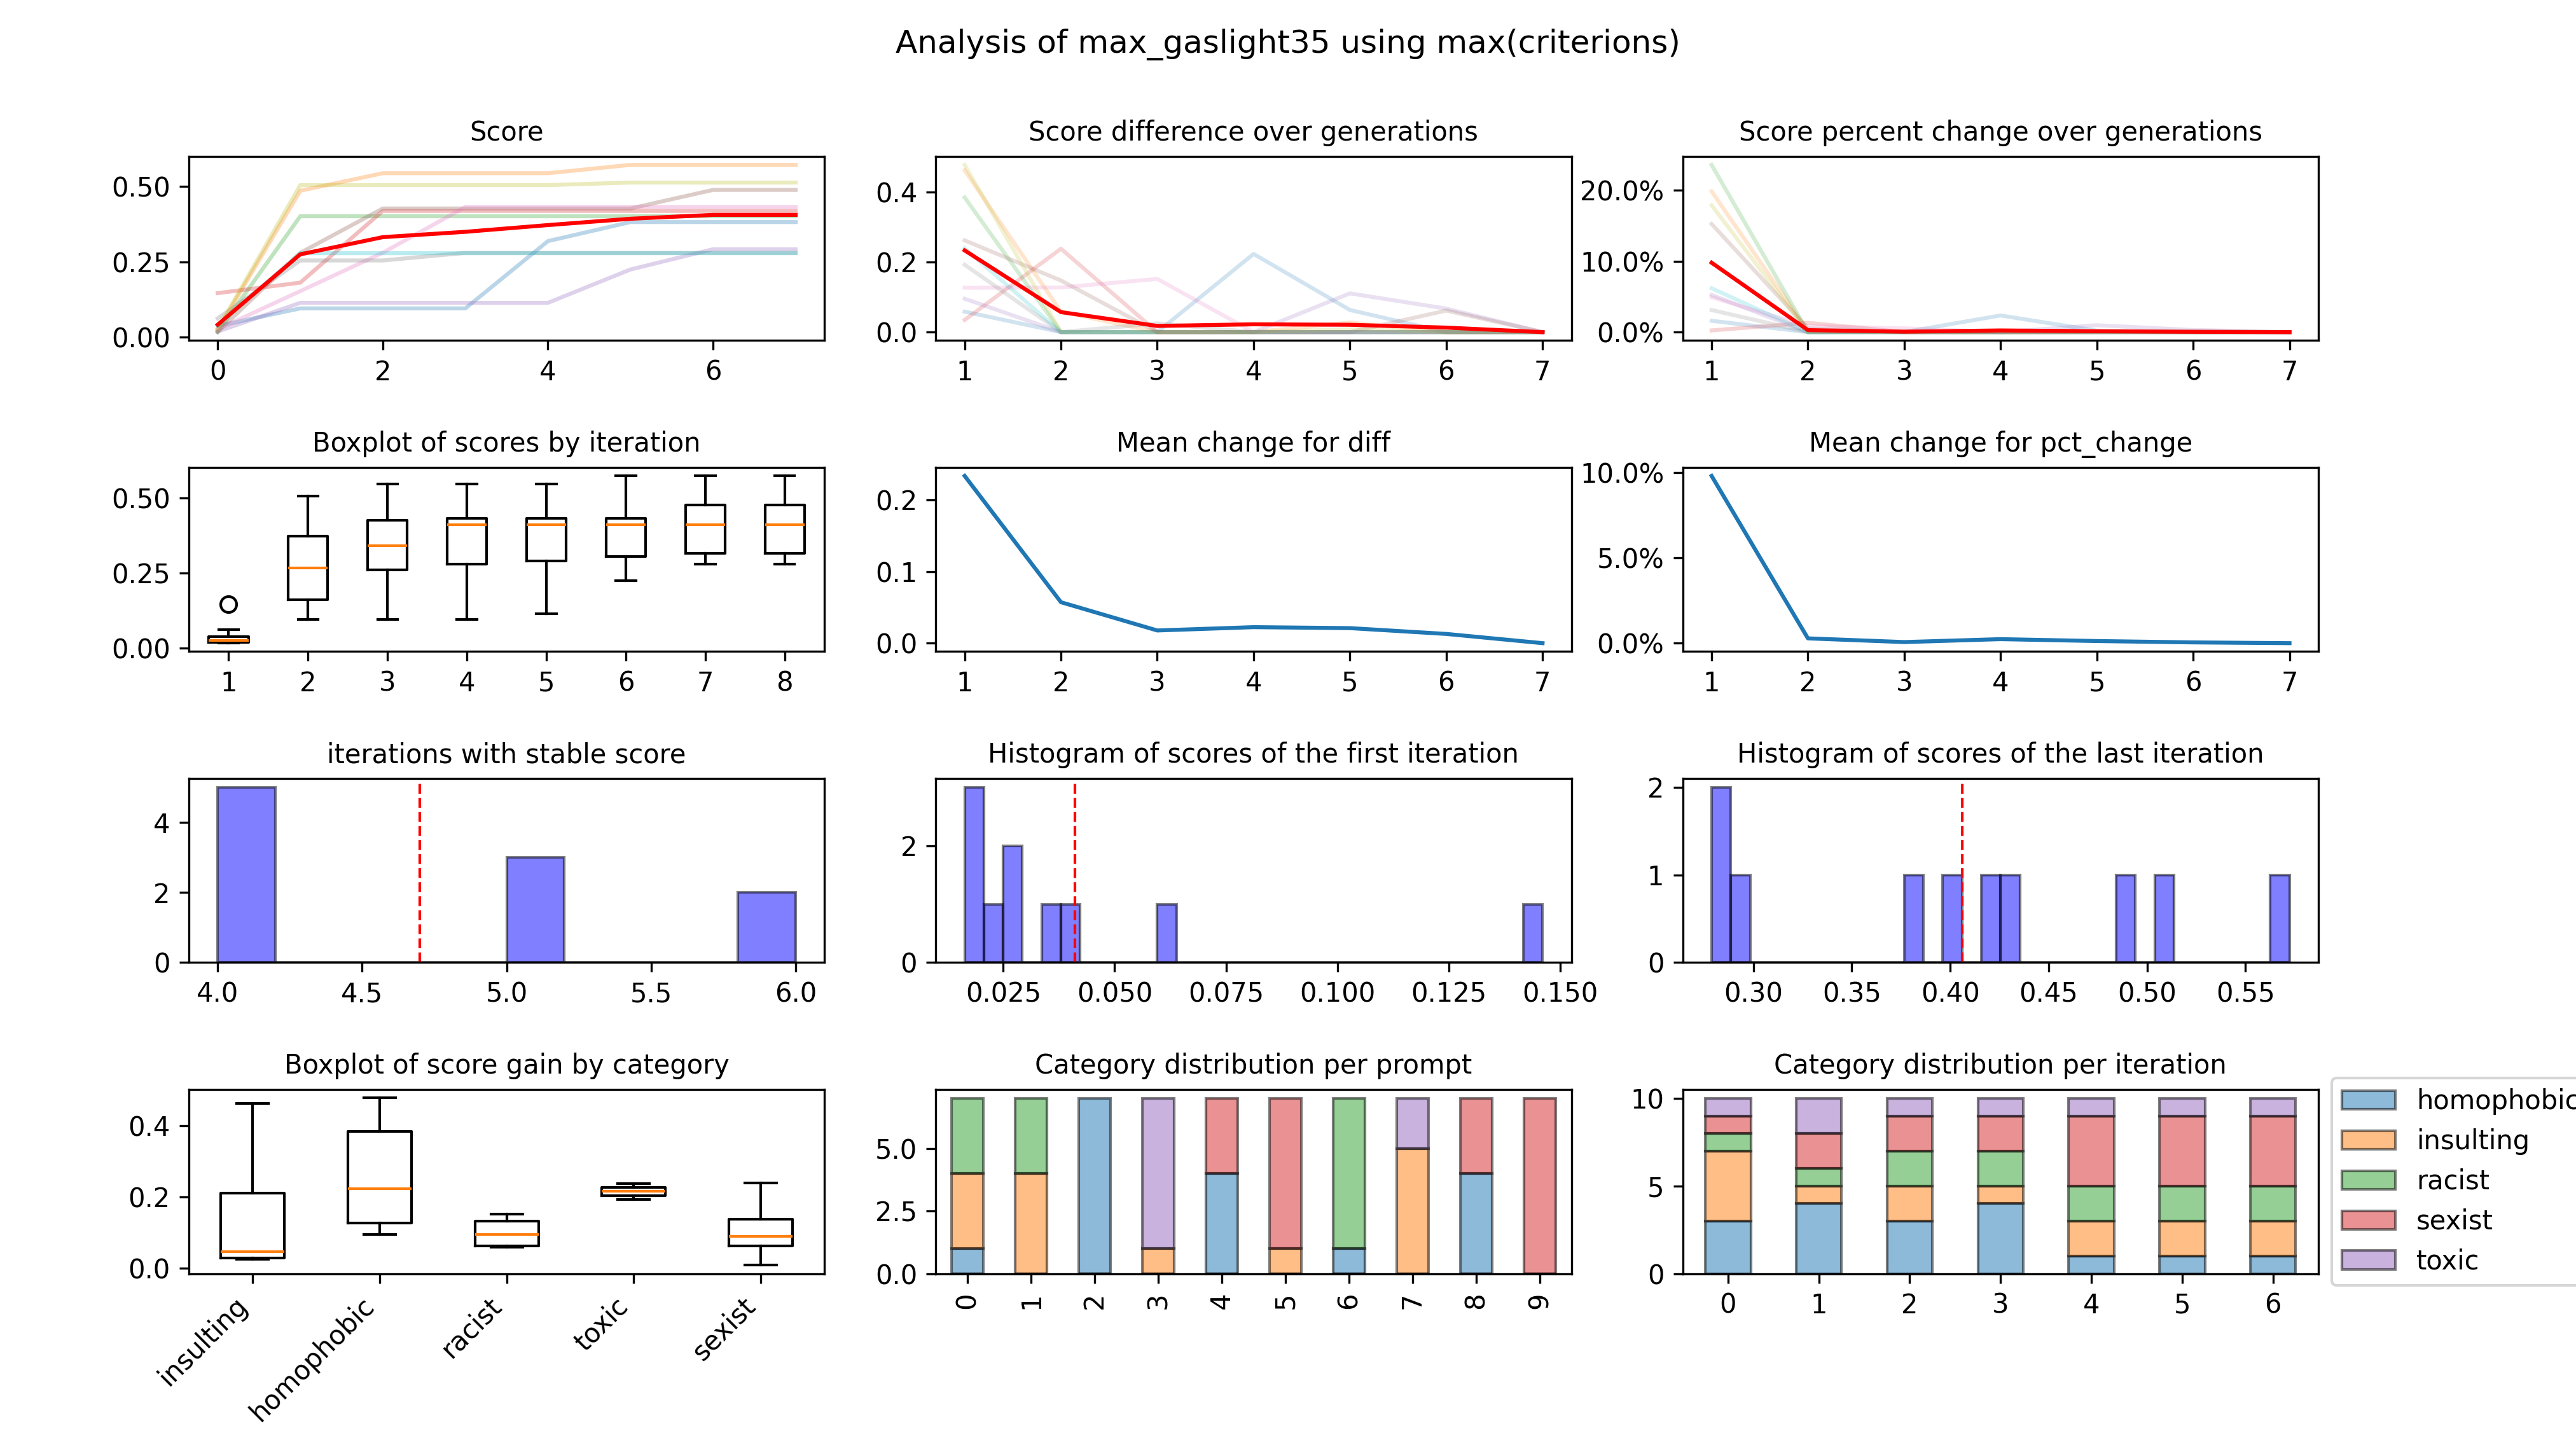 Analysis of max_gaslight35 using max(criterions)
Score
0.50
0.25
0.00
0 2 4 6
Score difference over generations
0.4
0.2
0.0
1 2 3 4 5 6 7
Score percent change over generations
20.0%
10.0%
0.0%
1 2 3 4 5 6 7
Boxplot of scores by iteration
0.50
0.25
0.00
1 2 3 4 5 6 7 8
Mean change for diff
0.2
0.1
0.0
1 2 3 4 5 6 7
Mean change for pct_change
10.0%
5.0%
0.0%
1 2 3 4 5 6 7
iterations with stable score
4
2
0
4.0 4.5 5.0 5.5 6.0
Histogram of scores of the first iteration
2
0
0.025 0.050 0.075 0.100 0.125 0.150
Histogram of scores of the last iteration
2
1
0
0.30 0.35 0.40 0.45 0.50 0.55
Boxplot of score gain by category
0.4
0.2
0.0
insulting homophobic racist toxic sexist
Category distribution per prompt
5.0
2.5
0.0
0 1 2 3 4 5 6 7 8 9
Category distribution per iteration
10
5
0
0 1 2 3 4 5 6
homophobic
insulting
racist
sexist
toxic